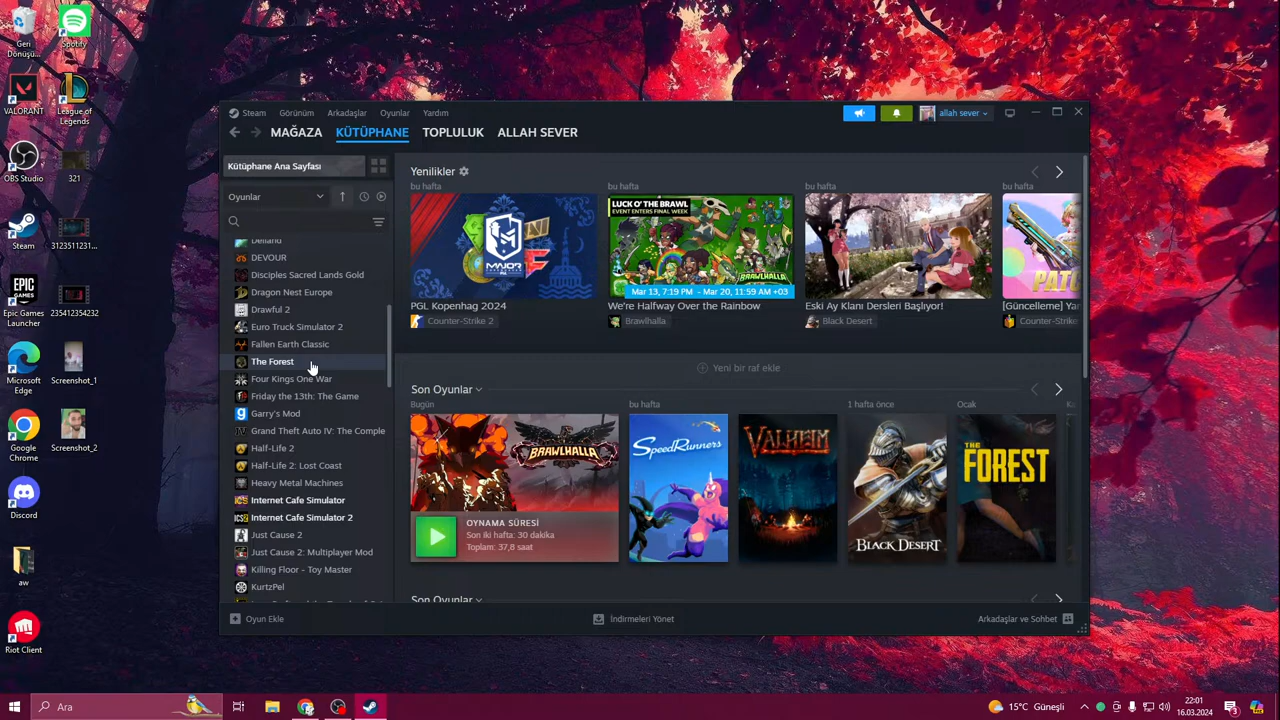 Geri
Dönüşü...
Spotify
VALORANT
League of
Legends
OBS Studio
321
Steam
3123511231...
Epic Games
Launcher
235412354232
Microsoft
Edge
Screenshot_1
Google
Chrome
Screenshot_2
Discord
aw
Riot Client
Steam
Görünüm
Arkadaşlar
Oyunlar
Yardım
allah sever
MAĞAZA
KÜTÜPHANE
TOPLULUK
ALLAH SEVER
Kütüphane Ana Sayfası
Oyunlar
DEVOUR
Disciples Sacred Lands Gold
Dragon Nest Europe
Drawful 2
Euro Truck Simulator 2
Fallen Earth Classic
The Forest
Four Kings One War
Friday the 13th: The Game
Garry's Mod
Grand Theft Auto IV: The Comple
Half-Life 2
Half-Life 2: Lost Coast
Heavy Metal Machines
Internet Cafe Simulator
Internet Cafe Simulator 2
Just Cause 2
Just Cause 2: Multiplayer Mod
Killing Floor - Toy Master
KurtzPel
Yenilikler
bu hafta
bu hafta
bu hafta
bu hafta
MAJOR
LUCK O' THE BRAWL
EVENT ENTERS FINAL WEEK
Mar 13, 7:19 PM - Mar 20, 11:59 AM +03
PATC
PGL Kopenhag 2024
We're Halfway Over the Rainbow
Eski Ay Klanı Dersleri Başlıyor!
[Güncelleme] Yar
Counter-Strike 2
Brawlhalla
Black Desert
Counter-Strike
Yeni bir raf ekle
Son Oyunlar
Bugün
bu hafta
1 hafta önce
Ocak
BRAWLHALLA
SPEEDRUNNERS
VALHEIM
BLACK DESERT
THE
FOREST
OYNAMA SÜRESİ
Son iki hafta: 30 dakika
Toplam: 37,8 saat
Son Oyunlar
Oyun Ekle
İndirmeleri Yönet
Arkadaşlar ve Sohbet
Ara
15°C Güneşli
22:01
16.03.2024
3